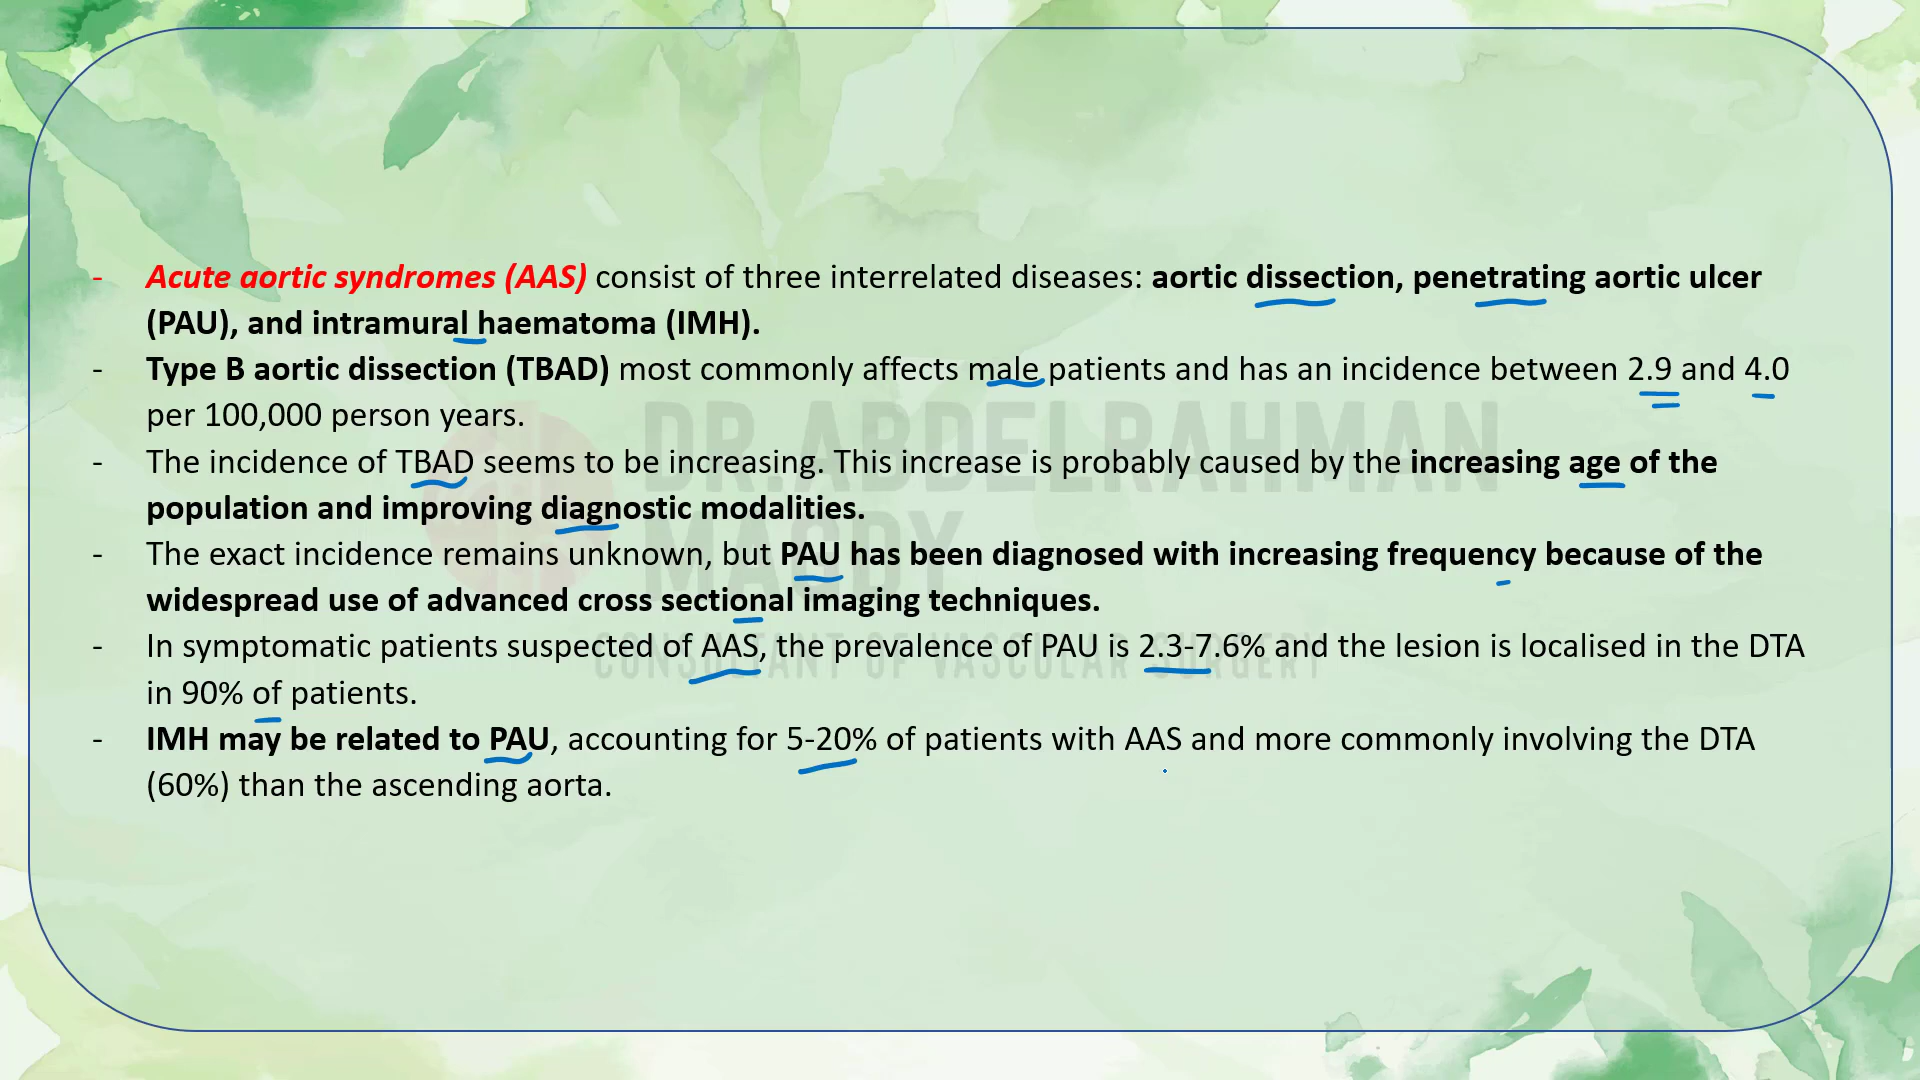 - Acute aortic syndromes (AAS) consist of three interrelated diseases: aortic dissection, penetrating aortic ulcer
(PAU), and intramural haematoma (IMH).
- Type B aortic dissection (TBAD) most commonly affects male patients and has an incidence between 2.9 and 4.0
per 100,000 person years.
- The incidence of TBAD seems to be increasing. This increase is probably caused by the increasing age of the
population and improving diagnostic modalities.
- The exact incidence remains unknown, but PAU has been diagnosed with increasing frequency because of the
widespread use of advanced cross sectional imaging techniques.
- In symptomatic patients suspected of AAS, the prevalence of PAU is 2.3-7.6% and the lesion is localised in the DTA
in 90% of patients.
- IMH may be related to PAU, accounting for 5-20% of patients with AAS and more commonly involving the DTA
(60%) than the ascending aorta.
DR.ABDELRAHMAN
MAGDY
CONSULTANT OF VASCULAR SURGERY